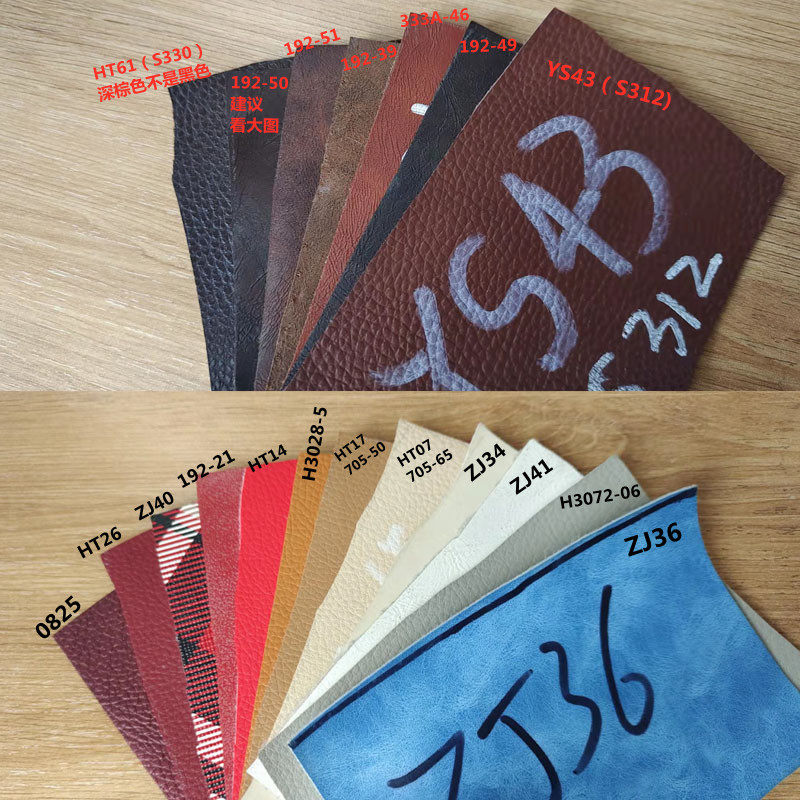 HT61（S330）
深棕色不是黑色
192-50
建议
看大图
192-51
192-39
333A-46
192-49
YS43（S312)
YS43
S312
0825
HT26
ZJ40
192-21
HT14
H3028-5
HT17
705-50
HT07
705-65
ZJ34
ZJ41
H3072-06
ZJ36
ZJ36